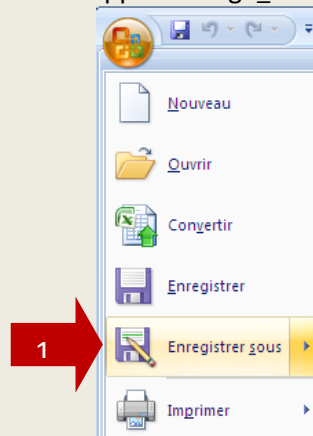 Nouveau
Ouvrir
Convertir
Enregistrer
1
Enregistrer sous
Imprimer